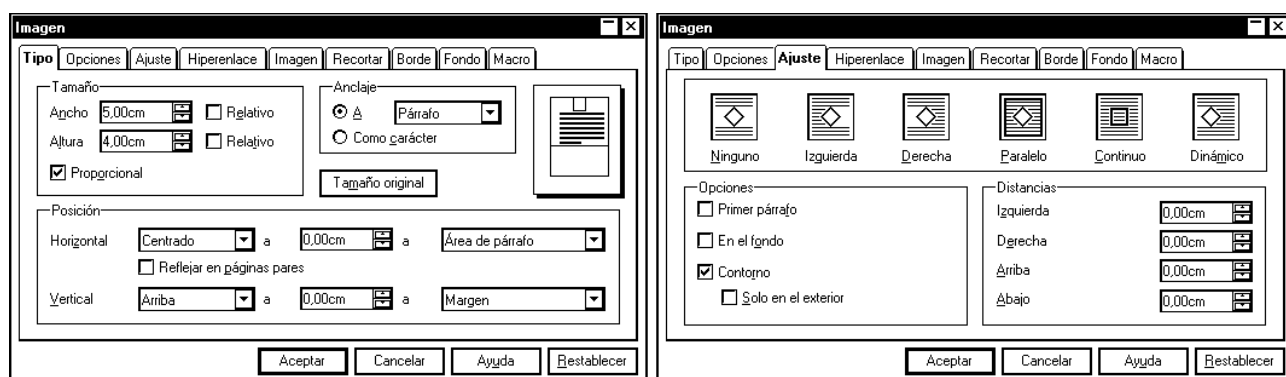 Imagen
Tipo Opciones Ajuste Hiperenlace Imagen Recortar Borde Fondo Macro
Tamaño
Ancho 5,00cm Relativo
Altura 4,00cm Relativo
Proporcional
Anclaje
A Párrafo
Como carácter
Tamaño original
Posición
Horizontal Centrado a 0,00cm a Área de párrafo
Reflejar en páginas pares
Vertical Arriba a 0,00cm a Margen
Aceptar Cancelar Ayuda Restablecer
Imagen
Tipo Opciones Ajuste Hiperenlace Imagen Recortar Borde Fondo Macro
Ninguno Izguierda Derecha Paralelo Continuo Dinámico
Opciones
Primer párrafo
En el fondo
Contorno
Solo en el exterior
Distancias
Izquierda 0,00cm
Derecha 0,00cm
Arriba 0,00cm
Abajo 0,00cm
Aceptar Cancelar Ayuda Restablecer